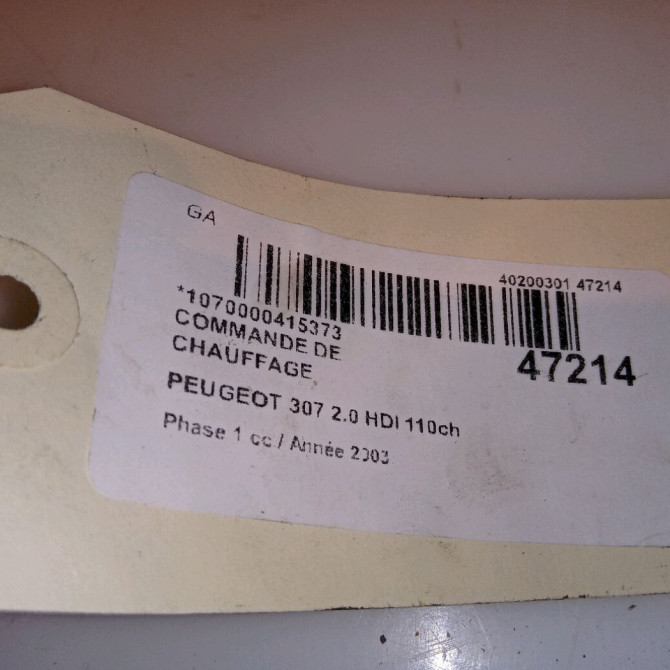 GA
40200301 47214
*1070000415373
47214
COMMANDE DE
CHAUFFAGE
PEUGEOT 307 2.0 HDI 110ch
Phase 1 cc./ Année 2003